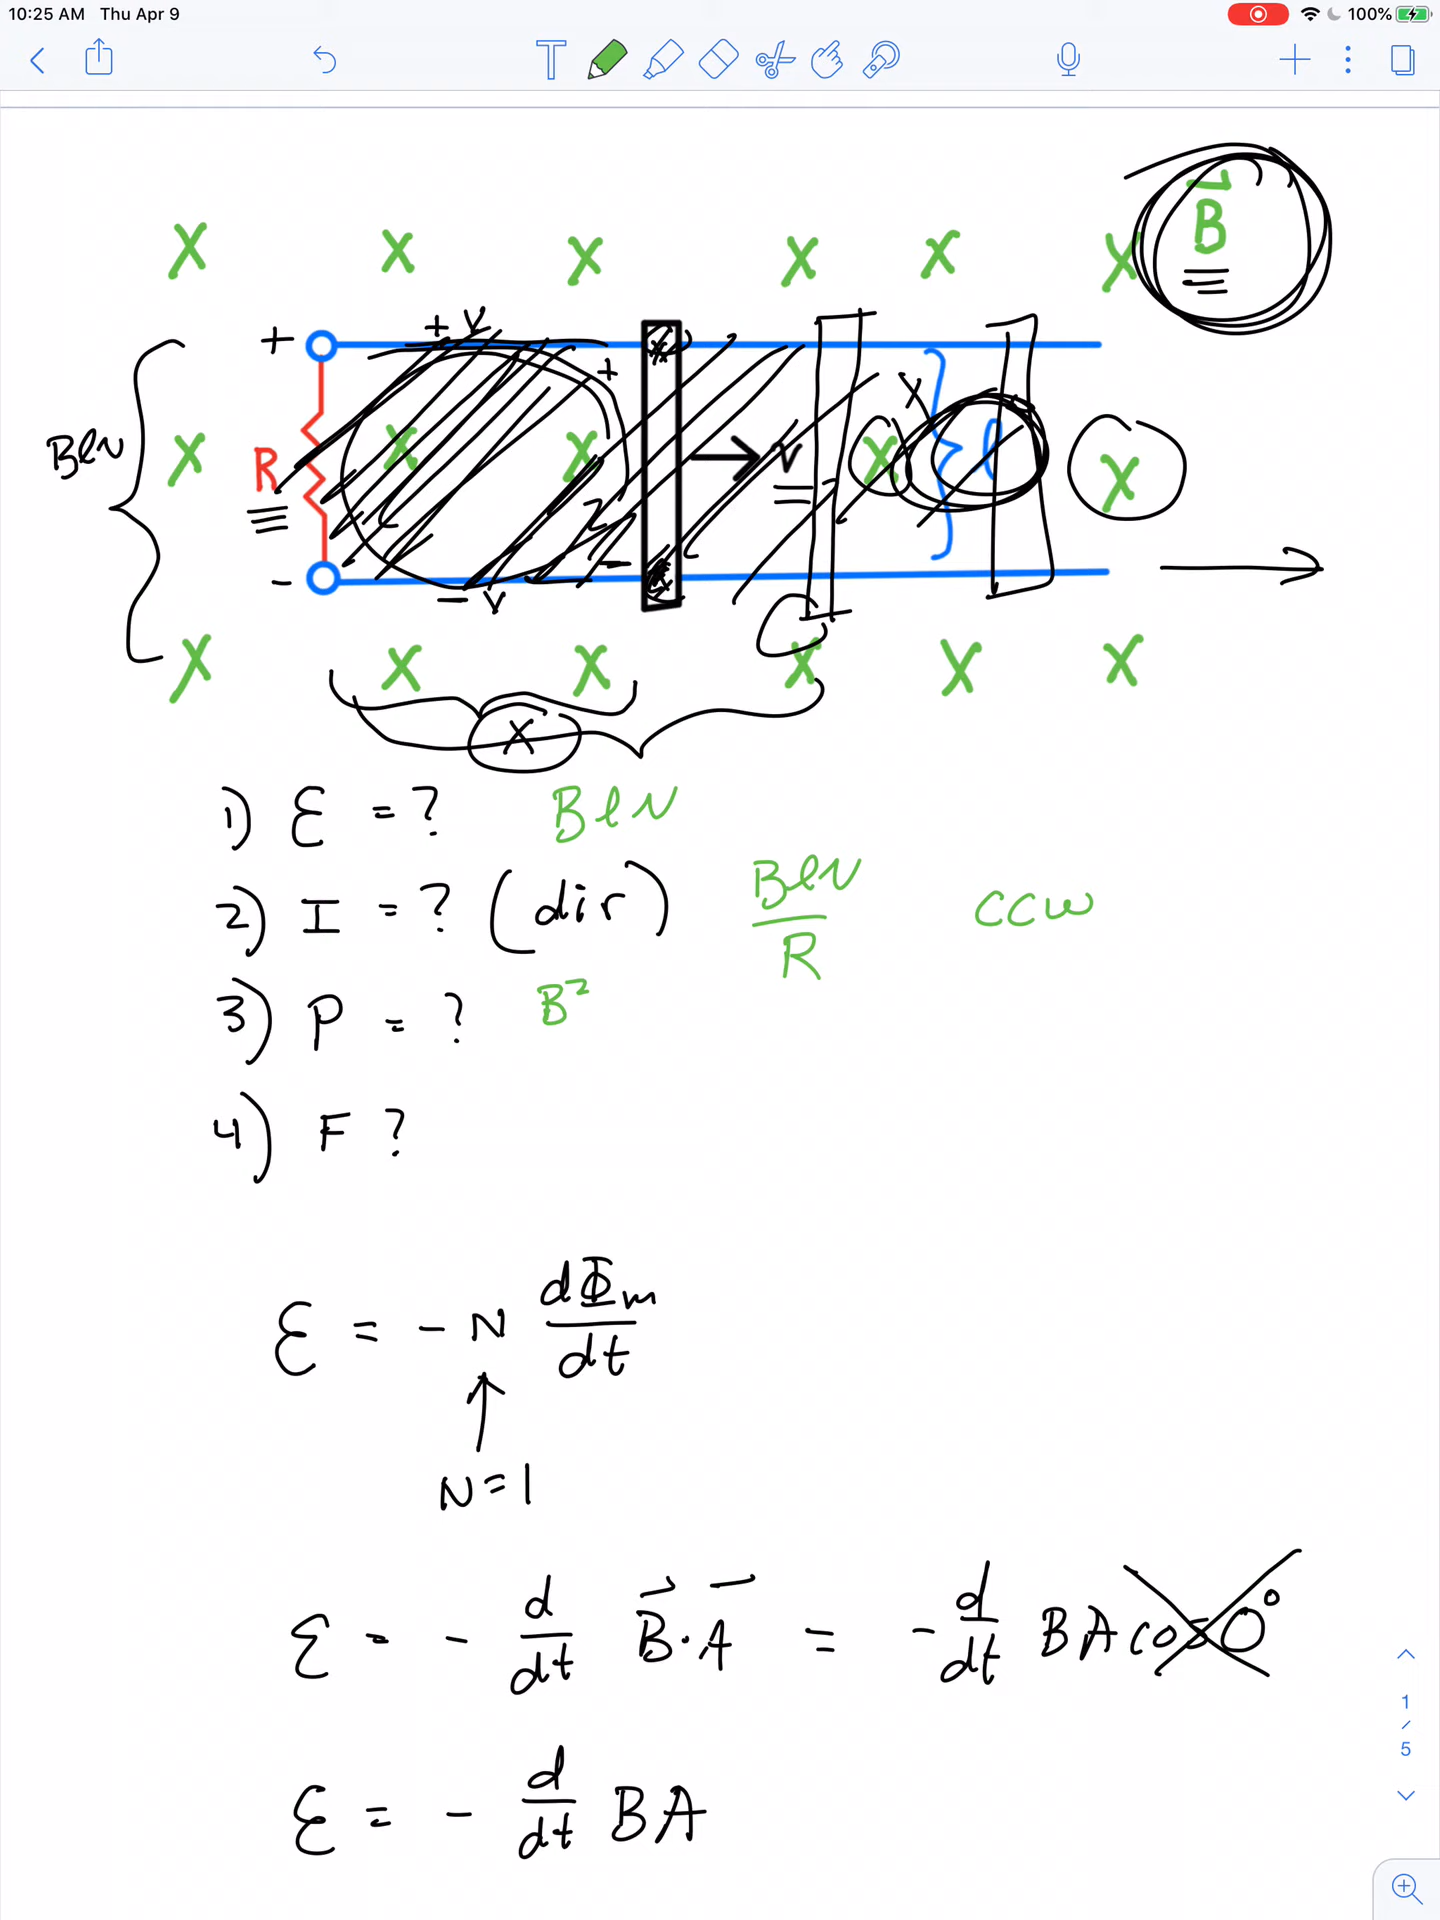 10:25 AM Thu Apr 9 100%
T
X X X X X X B
+ + v
+
Blv X R X X v X X l X
- - v -
X X X X X X
X
1) ε = ? Blv
2) I = ? (dir) Blv/R ccw
3) P = ? B²
4) F ?
ε = - N dΦm/dt
N=1
ε = - d/dt B⃗·A⃗ = - d/dt BA cos 0°
ε = - d/dt BA
1/5